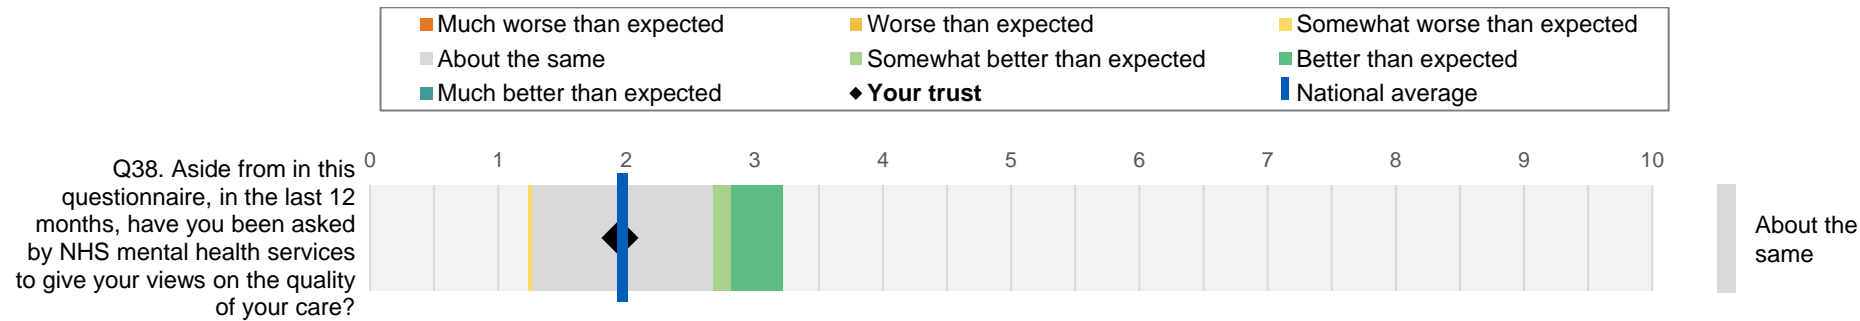 Much worse than expected
Worse than expected
Somewhat worse than expected
About the same
Somewhat better than expected
Better than expected
Much better than expected
Your trust
National average
0 1 2 3 4 5 6 7 8 9 10
Q38. Aside from in this
questionnaire, in the last 12
months, have you been asked
by NHS mental health services
to give your views on the quality
of your care?
About the
same